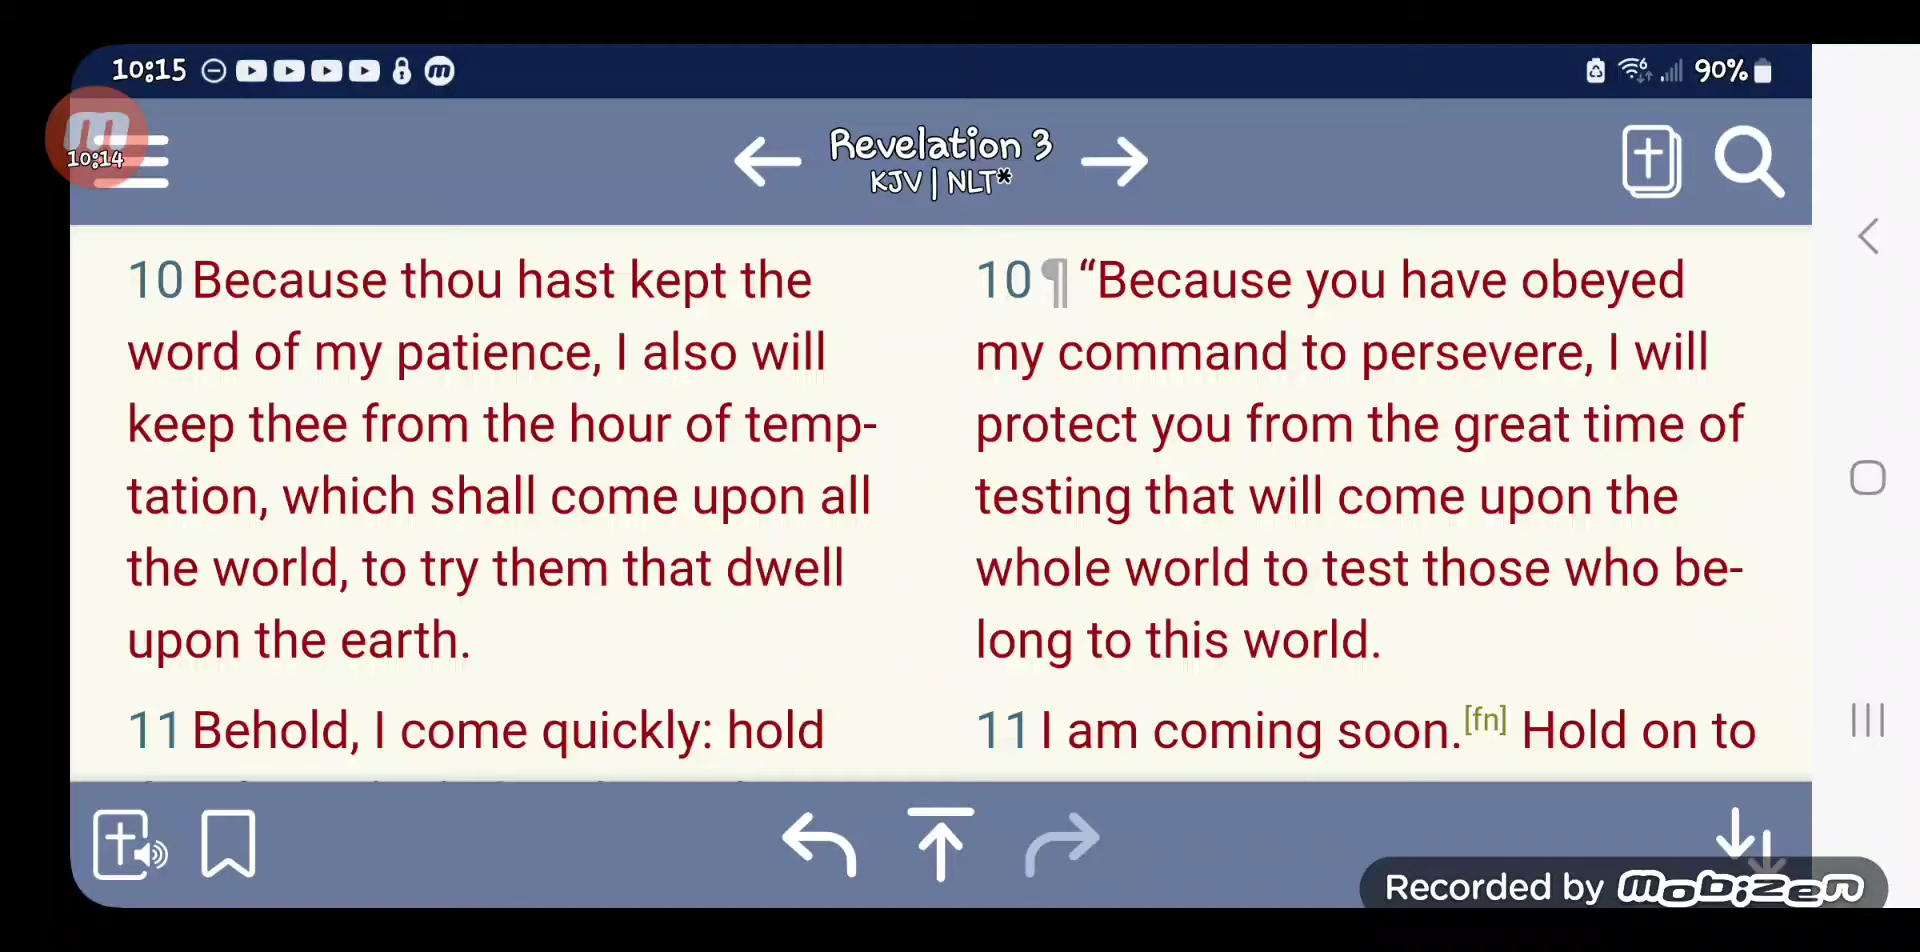 10:15
90%
10:14
Revelation 3
KJV | NLT*
10 Because thou hast kept the
word of my patience, I also will
keep thee from the hour of temp-
tation, which shall come upon all
the world, to try them that dwell
upon the earth.
11 Behold, I come quickly: hold
10 ¶ “Because you have obeyed
my command to persevere, I will
protect you from the great time of
testing that will come upon the
whole world to test those who be-
long to this world.
11 I am coming soon.[fn] Hold on to
Recorded by Mobizen